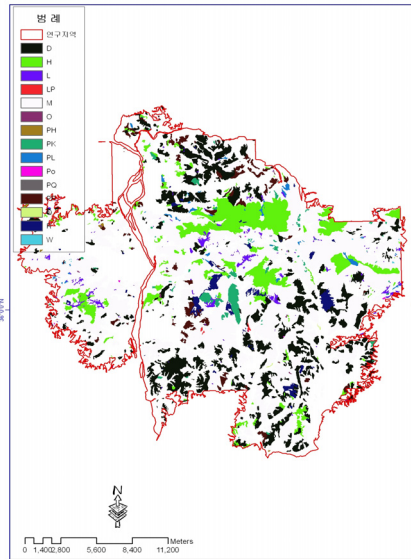 범 례
연구지역
D
H
L
LP
M
O
PH
PK
PL
Po
PQ
W
N
0 1,400 2,800 5,600 8,400 11,200 Meters